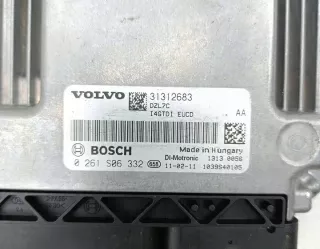 VOLVO 31312683
DZL7C
I4GTDI EUCD AA
BOSCH Made in Hungary
DI-Motronic 1313 0056
0 261 S06 332 858 11-02-11 1039S40105